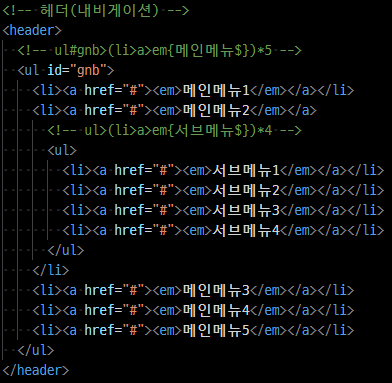 <!-- 헤더(내비게이션) -->
<header>
<!-- ul#gnb>(li>a>em{메인메뉴$})*5 -->
<ul id="gnb">
<li><a href="#"><em>메인메뉴1</em></a></li>
<li><a href="#"><em>메인메뉴2</em></a>
<!-- ul>(li>a>em{서브메뉴$})*4 -->
<ul>
<li><a href="#"><em>서브메뉴1</em></a></li>
<li><a href="#"><em>서브메뉴2</em></a></li>
<li><a href="#"><em>서브메뉴3</em></a></li>
<li><a href="#"><em>서브메뉴4</em></a></li>
</ul>
</li>
<li><a href="#"><em>메인메뉴3</em></a></li>
<li><a href="#"><em>메인메뉴4</em></a></li>
<li><a href="#"><em>메인메뉴5</em></a></li>
</ul>
</header>